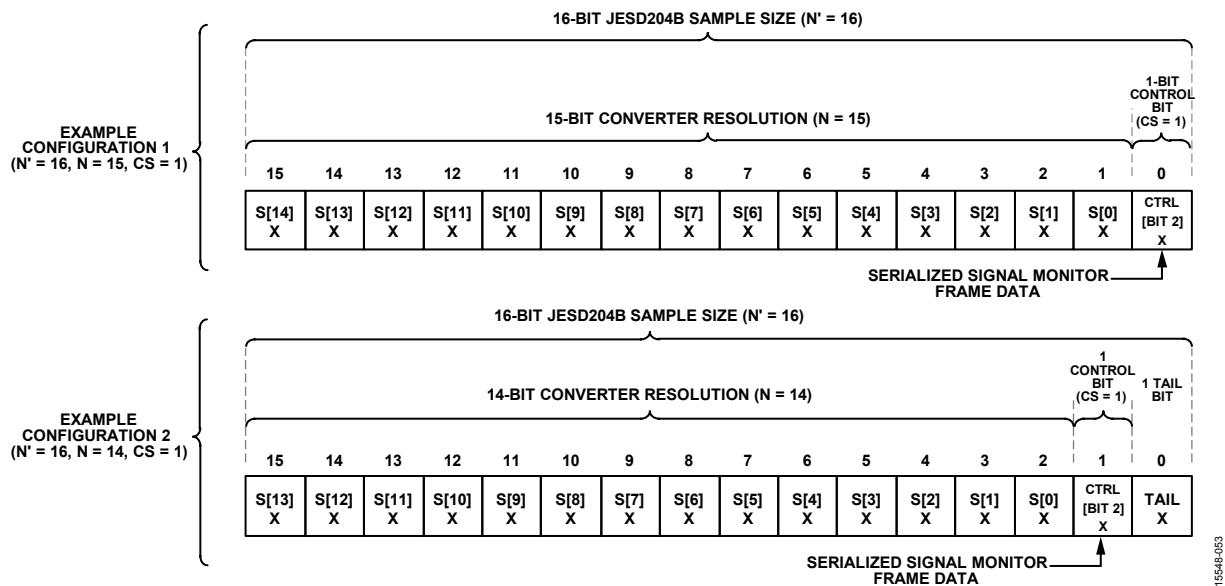 16-BIT JESD204B SAMPLE SIZE (N' = 16)
1-BIT
CONTROL
BIT
(CS = 1)
15-BIT CONVERTER RESOLUTION (N = 15)
EXAMPLE
CONFIGURATION 1
(N' = 16, N = 15, CS = 1)
15 14 13 12 11 10 9 8 7 6 5 4 3 2 1 0
S[14] S[13] S[12] S[11] S[10] S[9] S[8] S[7] S[6] S[5] S[4] S[3] S[2] S[1] S[0] CTRL
[BIT 2]
X X X X X X X X X X X X X X X X
SERIALIZED SIGNAL MONITOR
FRAME DATA
16-BIT JESD204B SAMPLE SIZE (N' = 16)
1
CONTROL
BIT
(CS = 1)
1 TAIL
BIT
14-BIT CONVERTER RESOLUTION (N = 14)
EXAMPLE
CONFIGURATION 2
(N' = 16, N = 14, CS = 1)
15 14 13 12 11 10 9 8 7 6 5 4 3 2 1 0
S[13] S[12] S[11] S[10] S[9] S[8] S[7] S[6] S[5] S[4] S[3] S[2] S[1] S[0] CTRL TAIL
[BIT 2]
X X X X X X X X X X X X X X X X
SERIALIZED SIGNAL MONITOR
FRAME DATA
15548-053